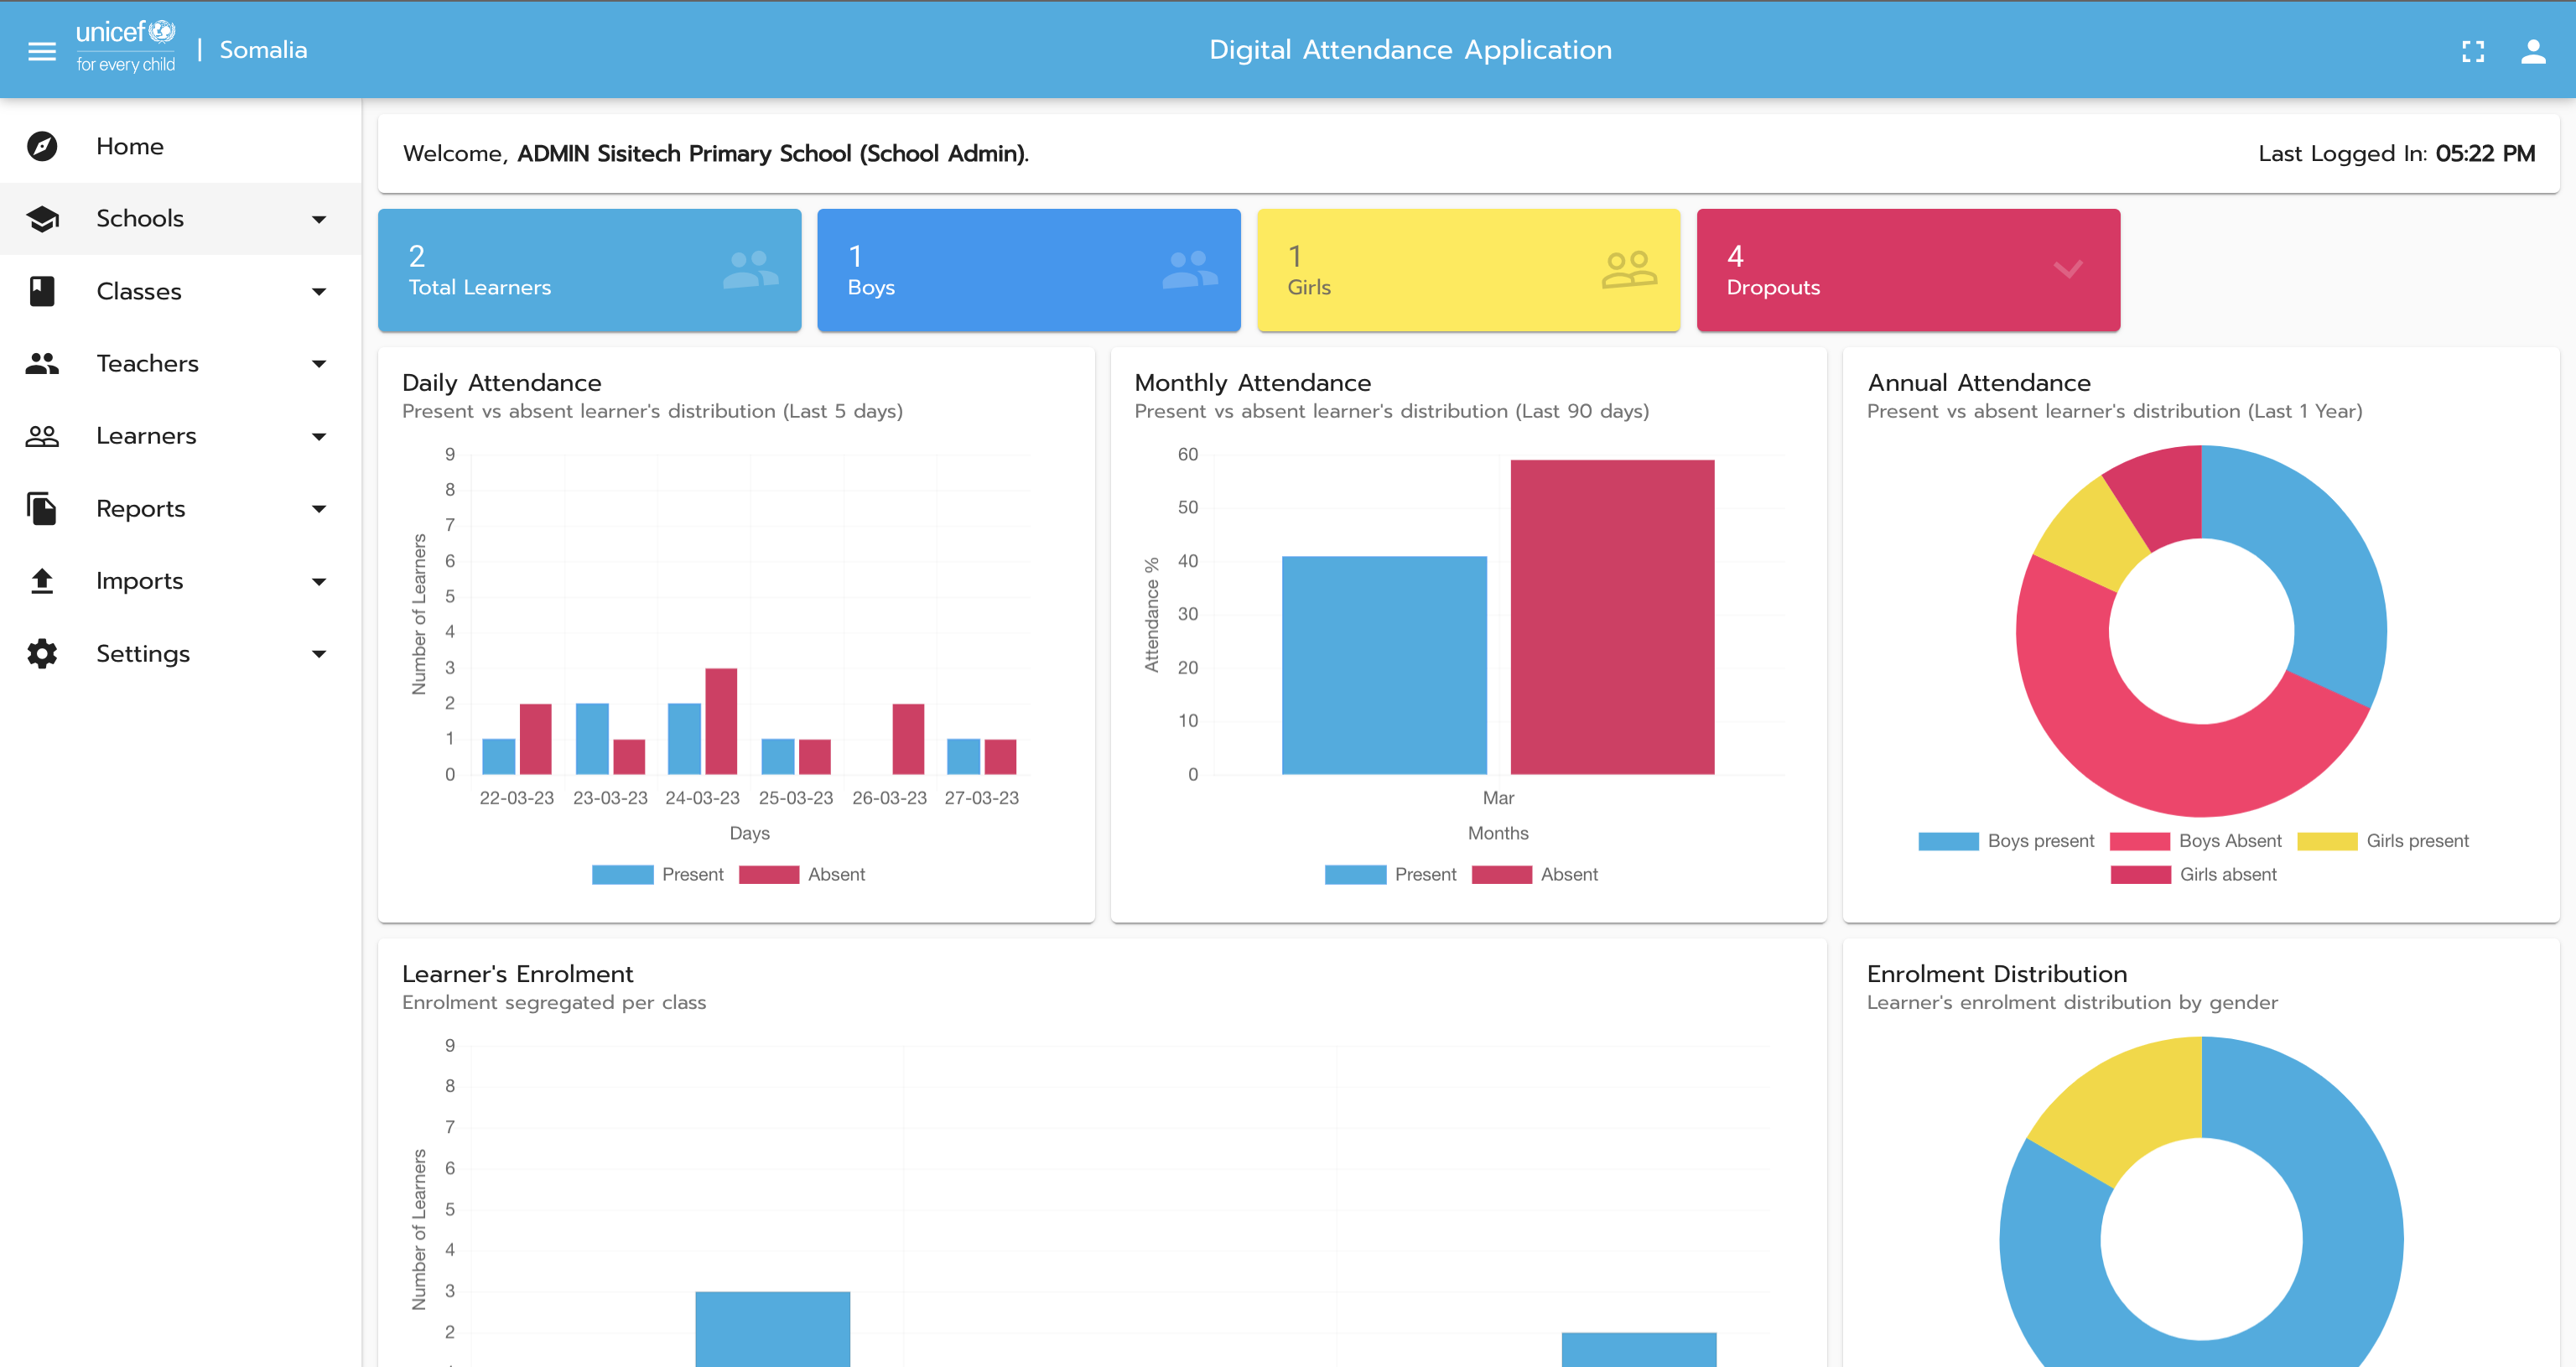 unicef
for every child
| Somalia
Digital Attendance Application
Home
Schools
Classes
Teachers
Learners
Reports
Imports
Settings
Welcome, ADMIN Sisitech Primary School (School Admin).
Last Logged In: 05:22 PM
2
Total Learners
1
Boys
1
Girls
4
Dropouts
Daily Attendance
Present vs absent learner's distribution (Last 5 days)
9
8
7
6
5
4
3
2
1
0
Number of Learners
22-03-23 23-03-23 24-03-23 25-03-23 26-03-23 27-03-23
Days
Present Absent
Monthly Attendance
Present vs absent learner's distribution (Last 90 days)
60
50
40
30
20
10
0
Attendance %
Mar
Months
Present Absent
Annual Attendance
Present vs absent learner's distribution (Last 1 Year)
Boys present Boys Absent Girls present
Girls absent
Learner's Enrolment
Enrolment segregated per class
9
8
7
6
5
4
3
2
Number of Learners
Enrolment Distribution
Learner's enrolment distribution by gender